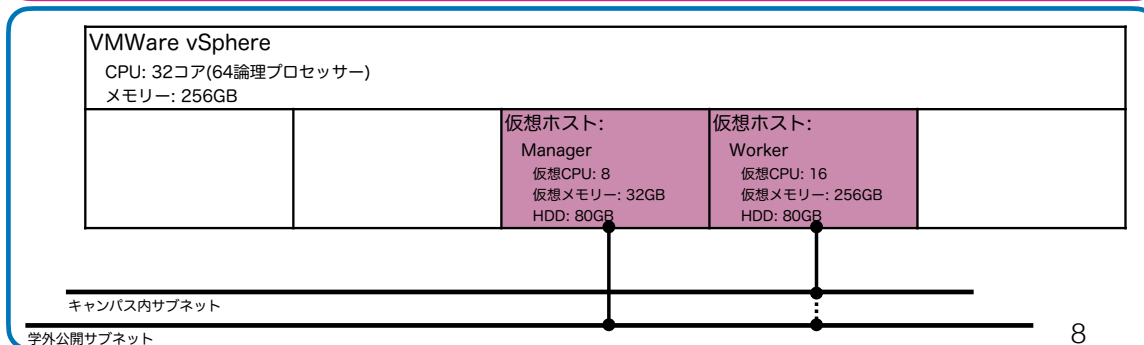 VMWare vSphere
CPU: 32コア(64論理プロセッサー)
メモリー: 256GB
仮想ホスト:
Manager
仮想CPU: 8
仮想メモリー: 32GB
HDD: 80GB
仮想ホスト:
Worker
仮想CPU: 16
仮想メモリー: 256GB
HDD: 80GB
キャンパス内サブネット
学外公開サブネット
8